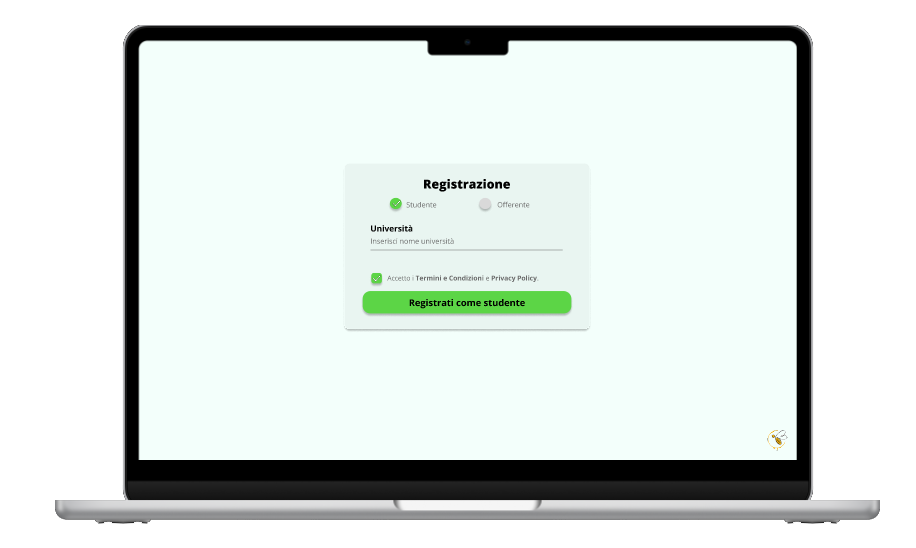 Registrazione
Studente Offerente
Università
Inserisci nome università
Accetto i Termini e Condizioni e Privacy Policy.
Registrati come studente